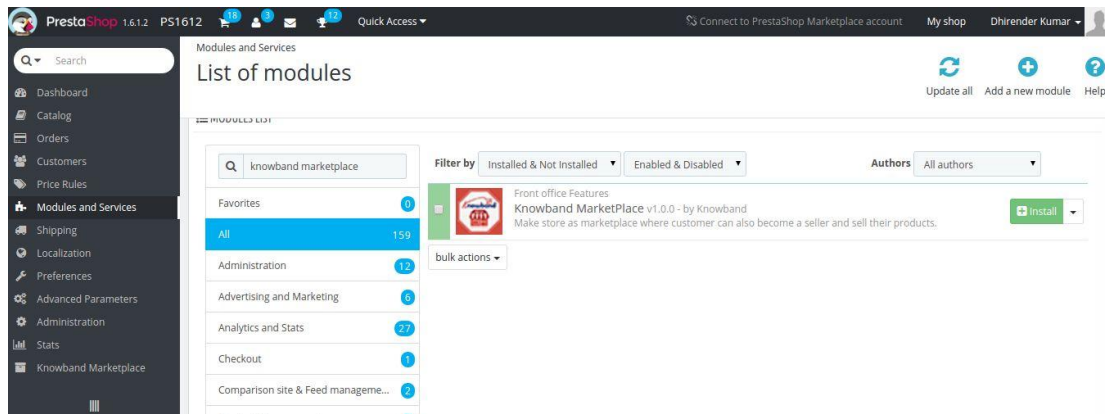 PrestaShop 1.6.1.2 PS1612 18 3 12 Quick Access
Connect to PrestaShop Marketplace account My shop Dhirender Kumar
Search
Dashboard
Catalog
Orders
Customers
Price Rules
Modules and Services
Shipping
Localization
Preferences
Advanced Parameters
Administration
Stats
Knowband Marketplace
Modules and Services
List of modules
Update all Add a new module Help
MODULES LIST
knowband marketplace
Favorites 0
All 159
Administration 12
Advertising and Marketing 6
Analytics and Stats 27
Checkout 1
Comparison site & Feed manageme... 2
Filter by Installed & Not Installed Enabled & Disabled Authors All authors
Knowband
Front office Features
Knowband MarketPlace v1.0.0 - by Knowband
Make store as marketplace where customer can also become a seller and sell their products.
Install
bulk actions